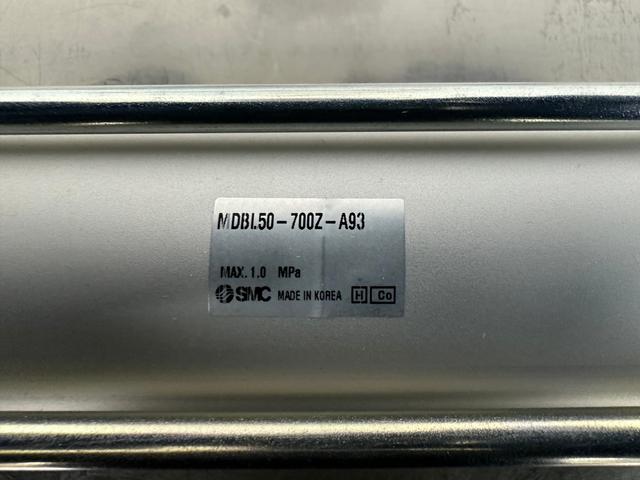 MDBL50-700Z-A93
MAX. 1.0 MPa
SMC MADE IN KOREA H Co